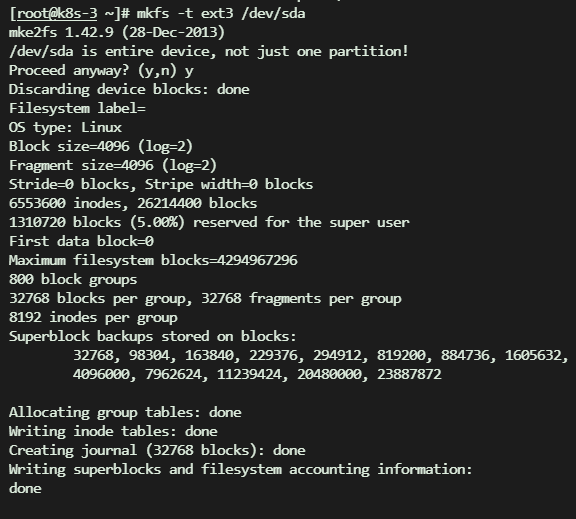 [root@k8s-3 ~]# mkfs -t ext3 /dev/sda
mke2fs 1.42.9 (28-Dec-2013)
/dev/sda is entire device, not just one partition!
Proceed anyway? (y,n) y
Discarding device blocks: done
Filesystem label=
OS type: Linux
Block size=4096 (log=2)
Fragment size=4096 (log=2)
Stride=0 blocks, Stripe width=0 blocks
6553600 inodes, 26214400 blocks
1310720 blocks (5.00%) reserved for the super user
First data block=0
Maximum filesystem blocks=4294967296
800 block groups
32768 blocks per group, 32768 fragments per group
8192 inodes per group
Superblock backups stored on blocks:
32768, 98304, 163840, 229376, 294912, 819200, 884736, 1605632,
4096000, 7962624, 11239424, 20480000, 23887872
Allocating group tables: done
Writing inode tables: done
Creating journal (32768 blocks): done
Writing superblocks and filesystem accounting information:
done